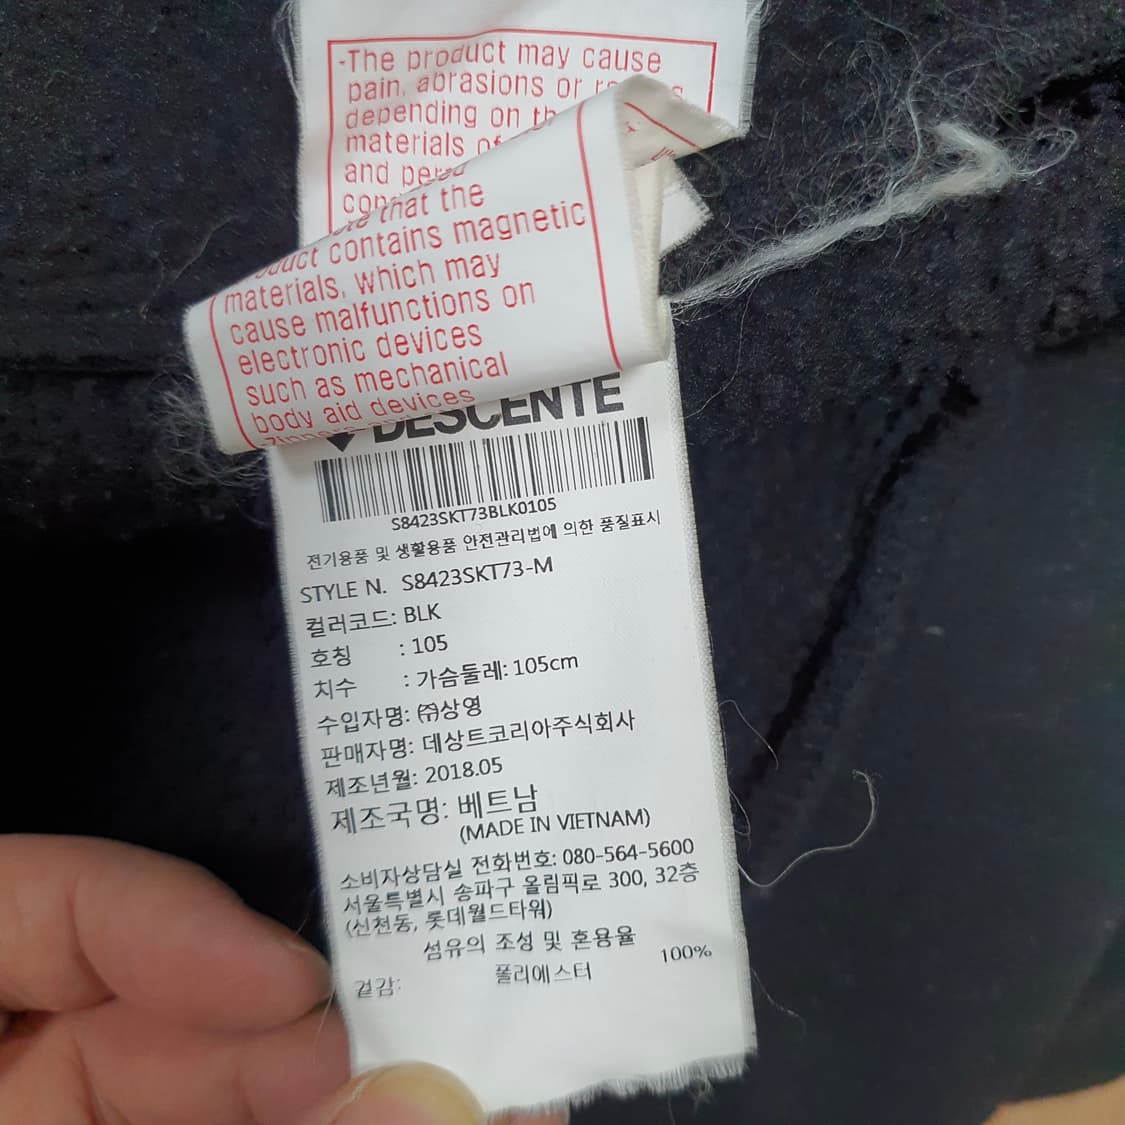 -The product may cause
pain, abrasions or
depending on
materials of
and
that the
contains magnetic
materials, which may
cause malfunctions on
electronic devices
such as mechanical
body aid devices
DESCENTE
S8423SKT73BLK0105
전기용품 및 생활용품 안전관리법에 의한 품질표시
STYLE N. S8423SKT73-M
컬러코드: BLK
호칭 : 105
치수 : 가슴둘레: 105cm
수입자명: ㈜상영
판매자명: 데상트코리아주식회사
제조년월: 2018.05
제조국명: 베트남
(MADE IN VIETNAM)
소비자상담실 전화번호: 080-564-5600
서울특별시 송파구 올림픽로 300, 32층
(신천동, 롯데월드타워)
섬유의 조성 및 혼용율
겉감: 폴리에스터 100%